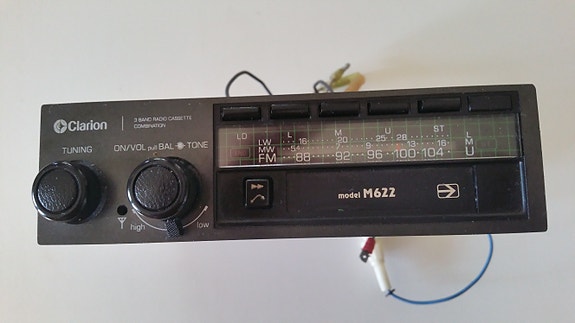 Clarion
3 BAND RADIO CASSETTE
COMBINATION
TUNING
ON/VOL pull BAL TONE
high low
LO L M U ST L
LW 16 20 25 28 M
MW 54 9 13 16
FM 88 92 96 100 104 U
model M622